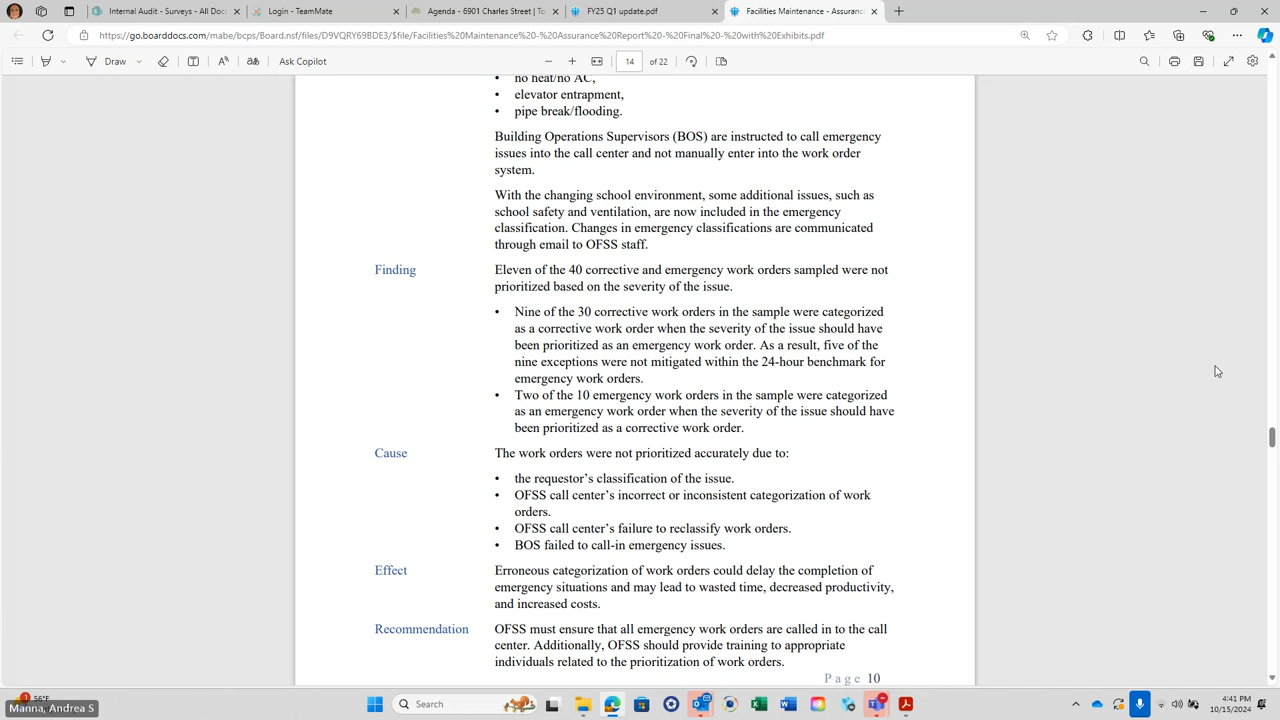 Internal Audit - Surveys - All Doc
Login - TeamMate
Agenda - 6901 Charles Street | To
FY25 Q1 update.pdf
Facilities Maintenance - Assuranc
https://go.boarddocs.com/mabe/bcps/Board.nsf/files/D9VQRY69BDE3/$file/Facilities%20Maintenance%20-%20Assurance%20Report%20-%20Final%20-%20with%20Exhibits.pdf
Draw
Ask Copilot
14 of 22
• no heat/no AC,
• elevator entrapment,
• pipe break/flooding.
Building Operations Supervisors (BOS) are instructed to call emergency
issues into the call center and not manually enter into the work order
system.
With the changing school environment, some additional issues, such as
school safety and ventilation, are now included in the emergency
classification. Changes in emergency classifications are communicated
through email to OFSS staff.
Finding Eleven of the 40 corrective and emergency work orders sampled were not
prioritized based on the severity of the issue.
• Nine of the 30 corrective work orders in the sample were categorized
as a corrective work order when the severity of the issue should have
been prioritized as an emergency work order. As a result, five of the
nine exceptions were not mitigated within the 24-hour benchmark for
emergency work orders.
• Two of the 10 emergency work orders in the sample were categorized
as an emergency work order when the severity of the issue should have
been prioritized as a corrective work order.
Cause The work orders were not prioritized accurately due to:
• the requestor's classification of the issue.
• OFSS call center's incorrect or inconsistent categorization of work
orders.
• OFSS call center's failure to reclassify work orders.
• BOS failed to call-in emergency issues.
Effect Erroneous categorization of work orders could delay the completion of
emergency situations and may lead to wasted time, decreased productivity,
and increased costs.
Recommendation OFSS must ensure that all emergency work orders are called in to the call
center. Additionally, OFSS should provide training to appropriate
individuals related to the prioritization of work orders.
Page 10
1
56°F
Manna, Andrea S
Search
4:41 PM
10/15/2024